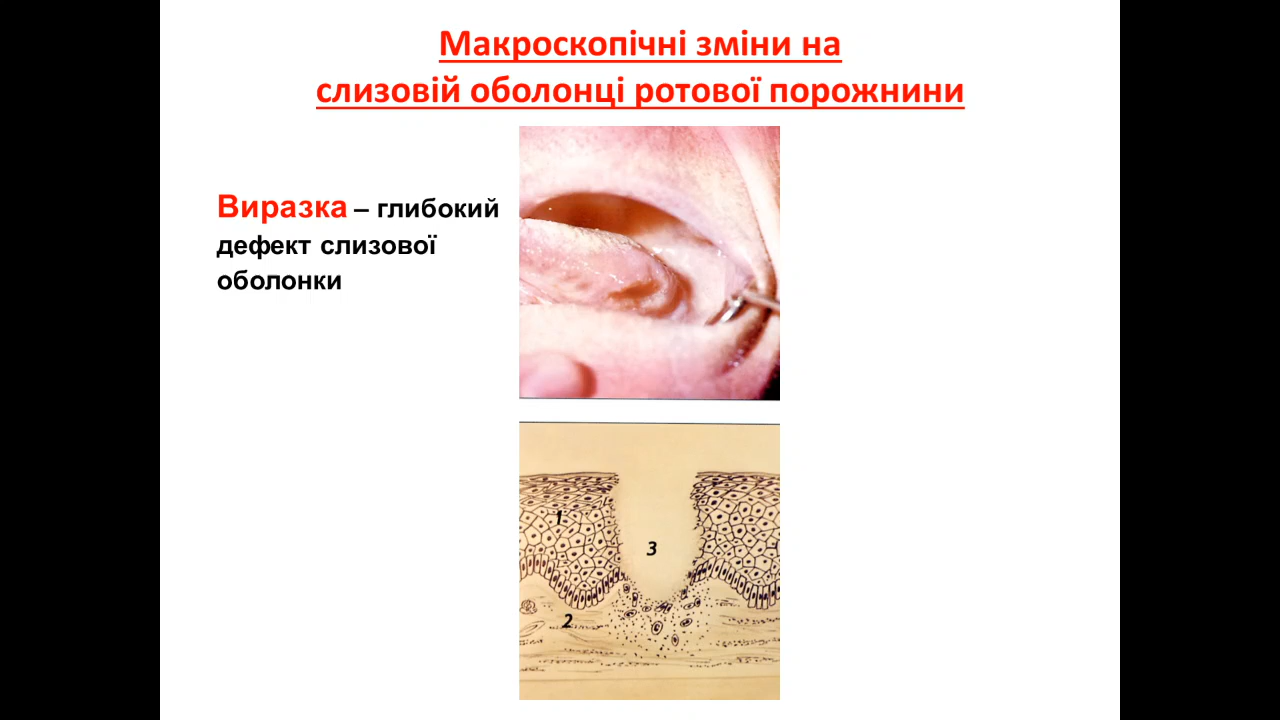 Макроскопічні зміни на
слизовій оболонці ротової порожнини
Виразка – глибокий
дефект слизової
оболонки
1
3
2